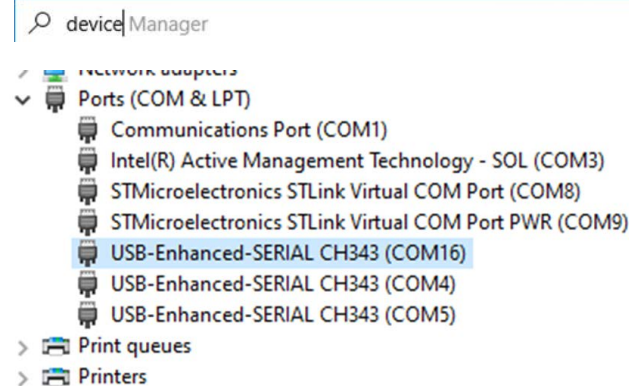 device Manager
Network adapters
Ports (COM & LPT)
Communications Port (COM1)
Intel(R) Active Management Technology - SOL (COM3)
STMicroelectronics STLink Virtual COM Port (COM8)
STMicroelectronics STLink Virtual COM Port PWR (COM9)
USB-Enhanced-SERIAL CH343 (COM16)
USB-Enhanced-SERIAL CH343 (COM4)
USB-Enhanced-SERIAL CH343 (COM5)
Print queues
Printers